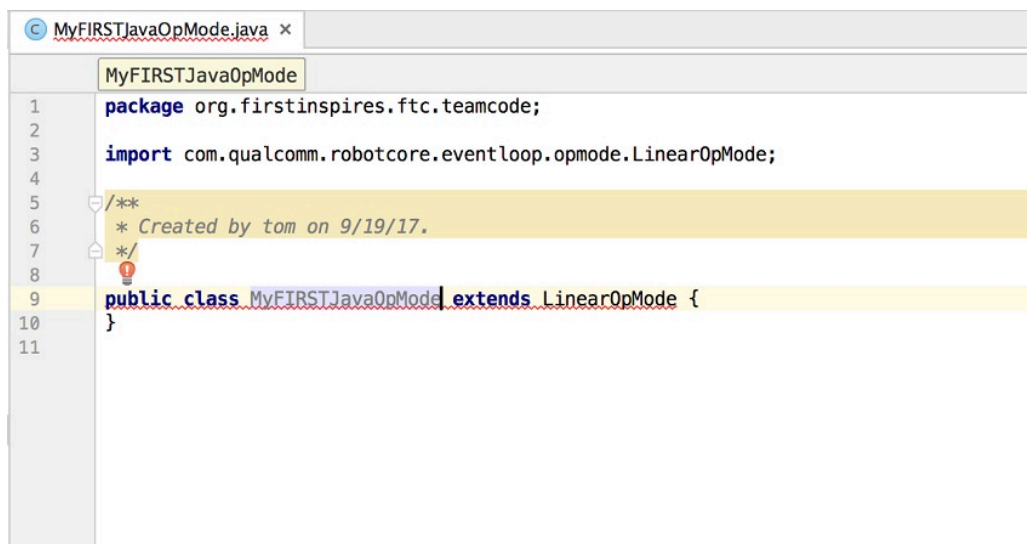 MyFIRSTJavaOpMode.java
MyFIRSTJavaOpMode
1 package org.firstinspires.ftc.teamcode;
2
3 import com.qualcomm.robotcore.eventloop.opmode.LinearOpMode;
4
5 /**
6 * Created by tom on 9/19/17.
7 */
8
9 public class MyFIRSTJavaOpMode extends LinearOpMode {
10 }
11